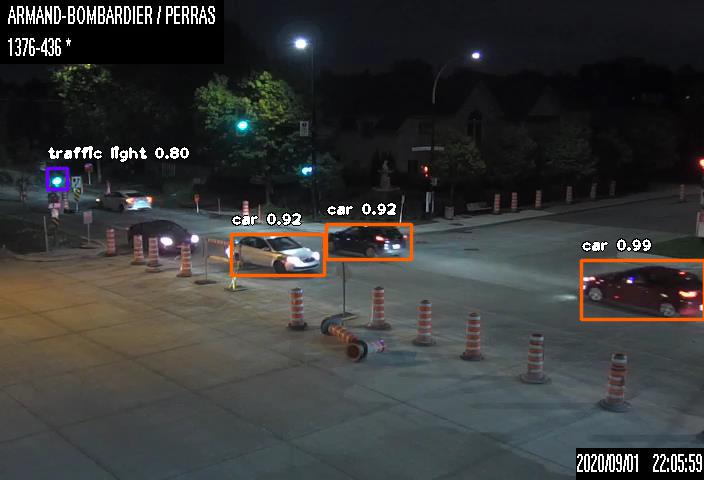 ARMAND-BOMBARDIER / PERRAS
1376-436 *
traffic light 0.80
car 0.92
car 0.92
car 0.99
2020/09/01 22:05:59